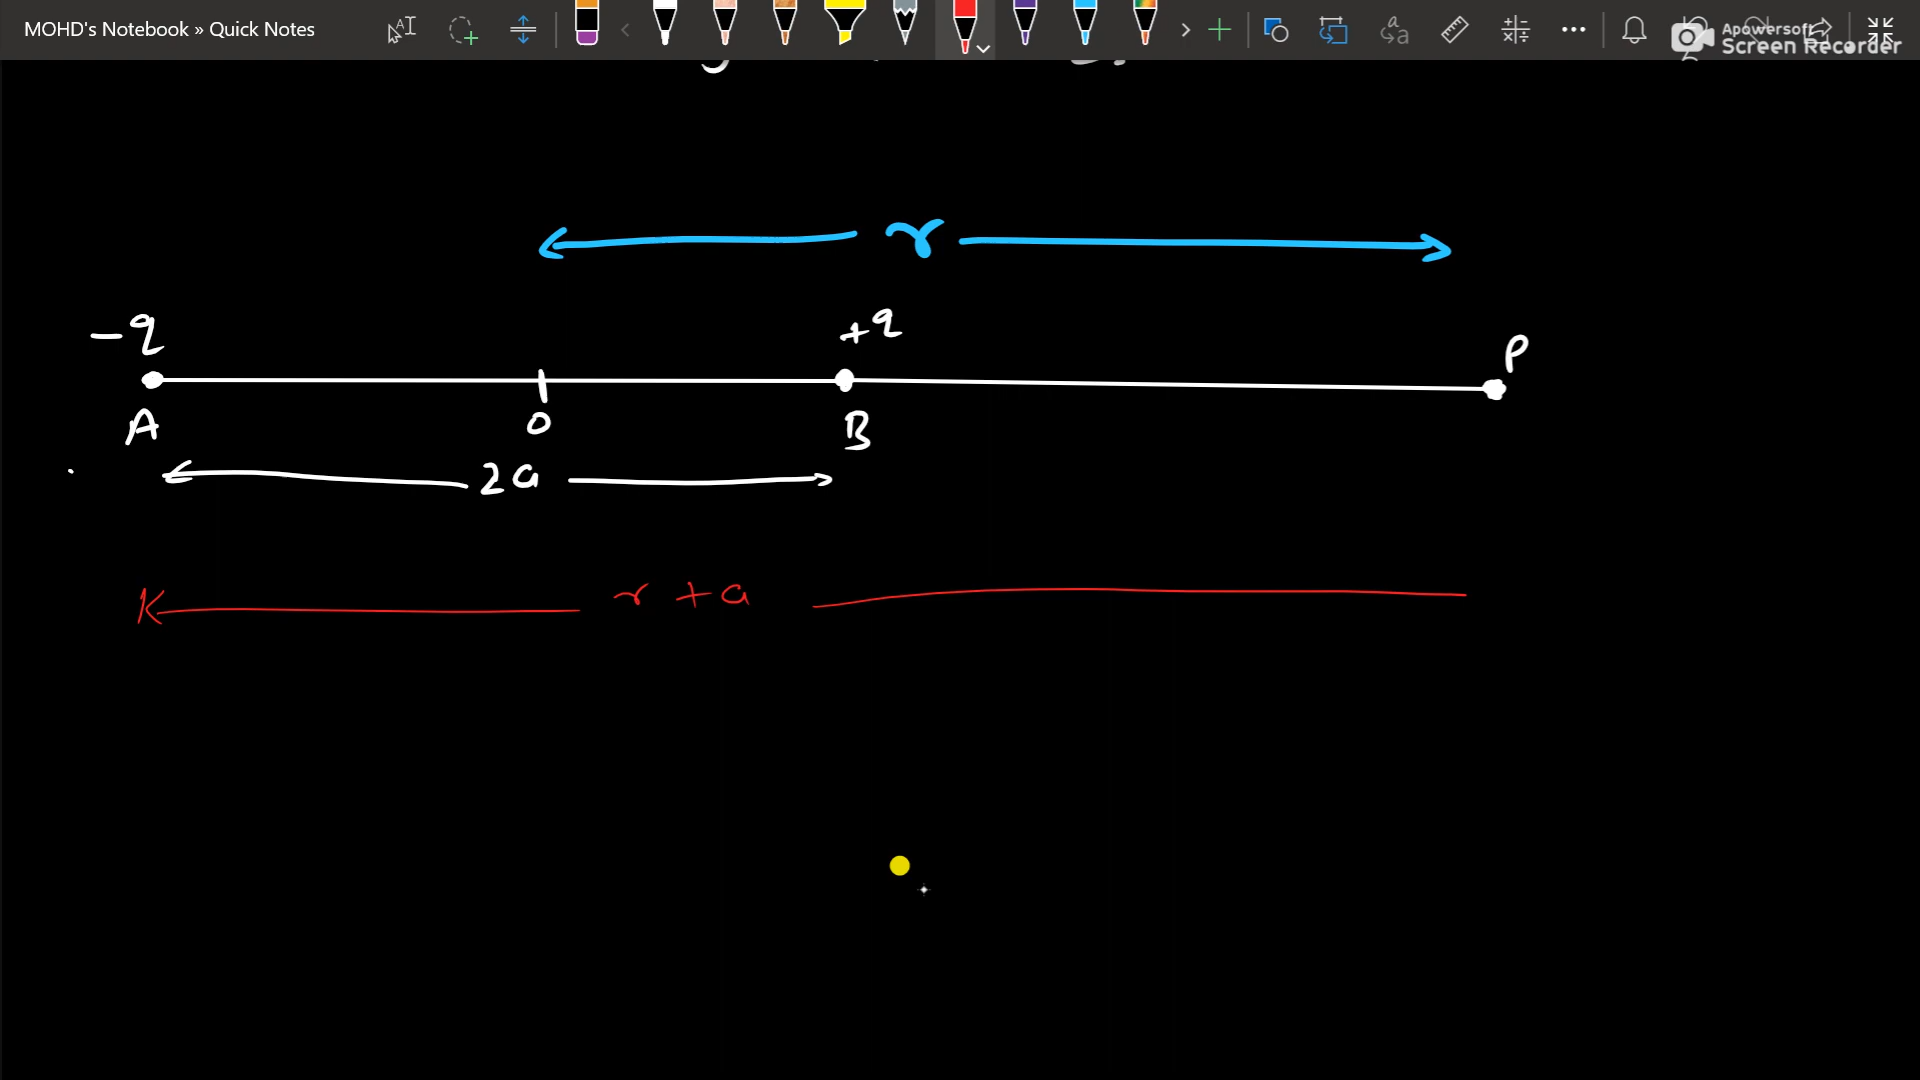 MOHD's Notebook » Quick Notes
Apowersoft
Screen Recorder
r
-q +q P
A O B
2a
r + a